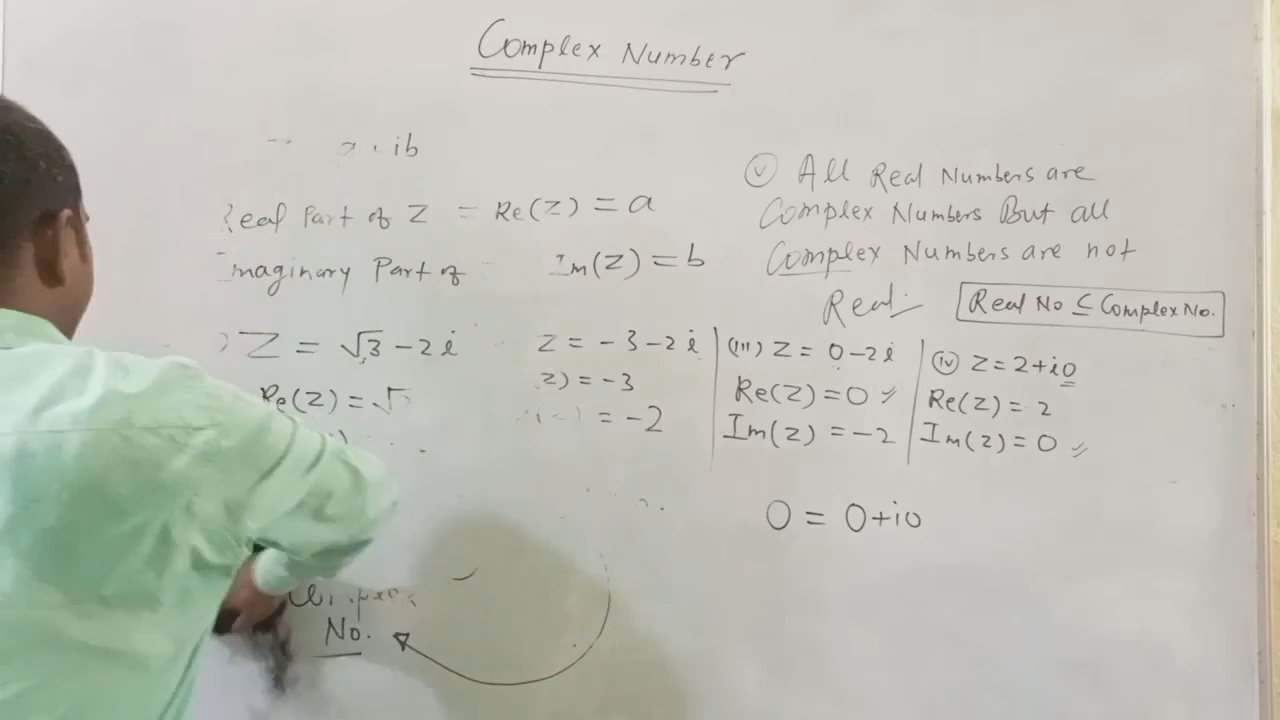 Complex Number
ib
Real Part of Z = Re(Z) = a
Imaginary Part of Im(Z) = b
Z = √3 - 2i
Re(Z) = √
Z = -3-2i
Z) = -3
= -2
(iii) Z = 0-2i
Re(Z) = 0
Im(Z) = -2
(iv) Z = 2+i0
Re(Z) = 2
Im(Z) = 0
(v) All Real Numbers are
Complex Numbers But all
Complex Numbers are not
Real.
Real No ⊆ Complex No.
0 = 0+i0
No.